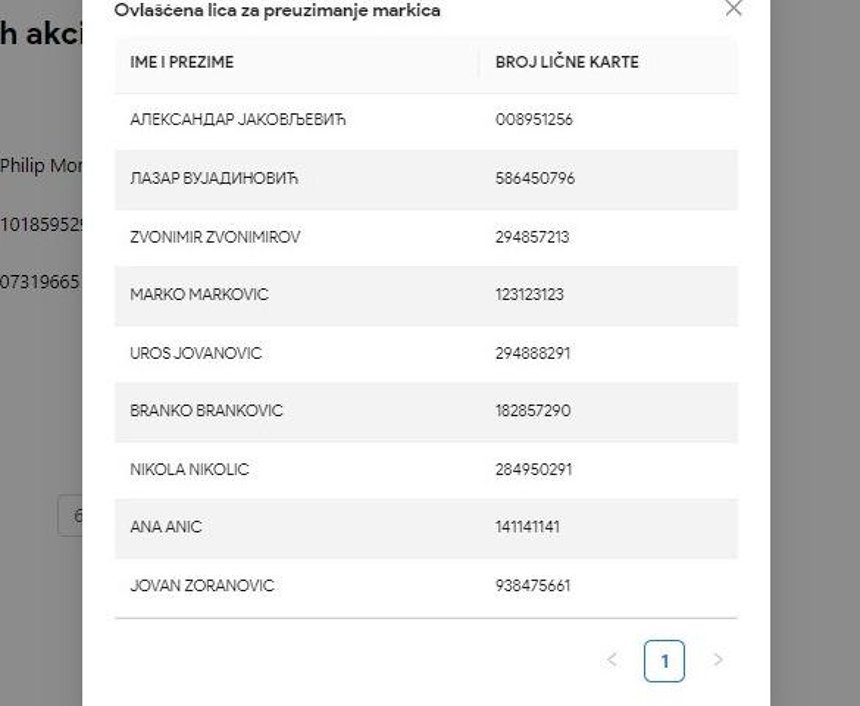 Ovlašćena lica za preuzimanje markica
h akci
IME I PREZIME BROJ LIČNE KARTE
АЛЕКСАНДАР ЈАКОВЉЕВИЋ 008951256
Philip Mor
ЛАЗАР ВУЈАДИНОВИЋ 586450796
10185952
ZVONIMIR ZVONIMIROV 294857213
07319665
MARKO MARKOVIC 123123123
UROS JOVANOVIC 294888291
BRANKO BRANKOVIC 182857290
NIKOLA NIKOLIC 284950291
6
ANA ANIC 141141141
JOVAN ZORANOVIC 938475661
< 1 >